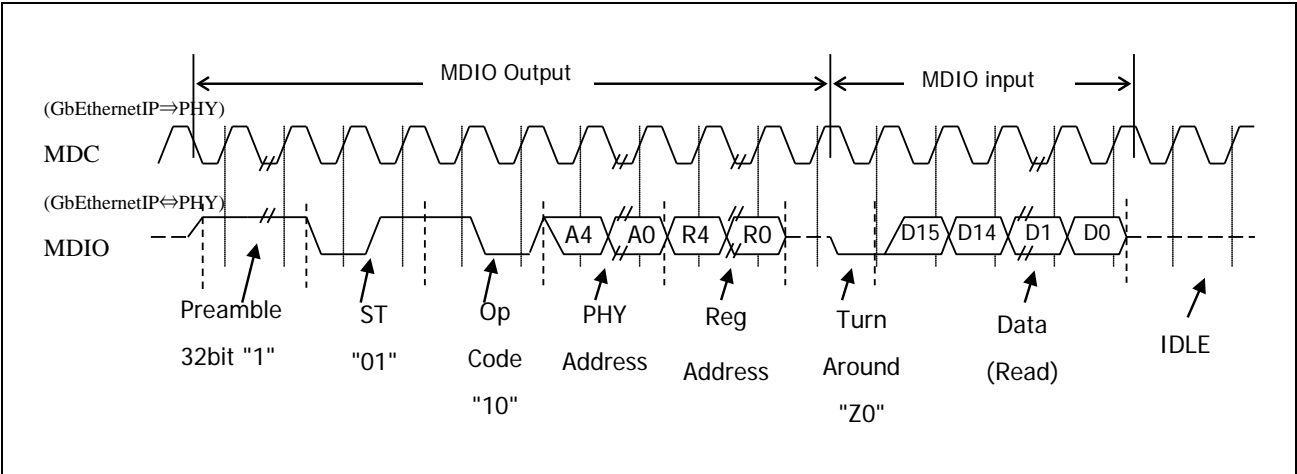 MDIO Output
MDIO input
(GbEthernetIP⇒PHY)
MDC
(GbEthernetIP⇔PHY)
MDIO
A4
A0
R4
R0
D15
D14
D1
D0
Preamble
32bit "1"
ST
"01"
Op
Code
"10"
PHY
Address
Reg
Address
Turn
Around
"Z0"
Data
(Read)
IDLE